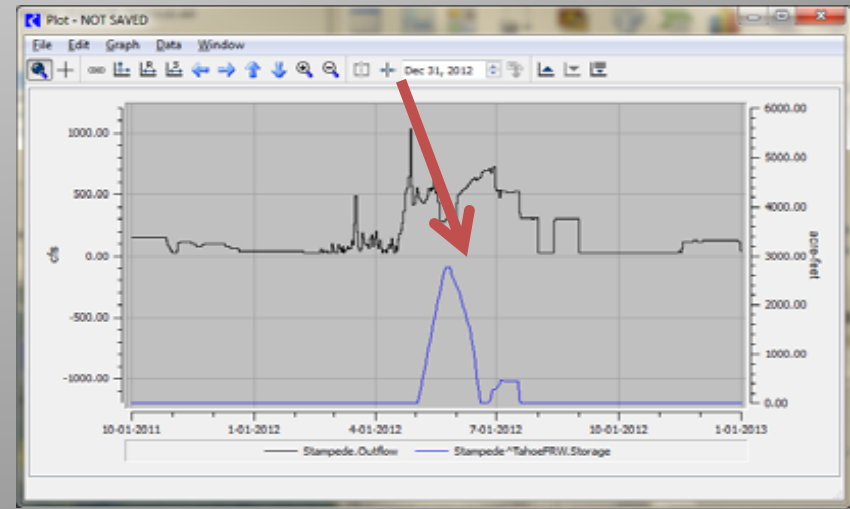 Plot - NOT SAVED
File Edit Graph Data Window
Dec 31, 2012
1000.00
500.00
0.00
-500.00
-1000.00
cfs
6000.00
5000.00
4000.00
3000.00
2000.00
1000.00
0.00
acre-feet
10-01-2011 1-01-2012 4-01-2012 7-01-2012 10-01-2012 1-01-2013
Stampede.Outflow Stampede^TahoeFRW.Storage